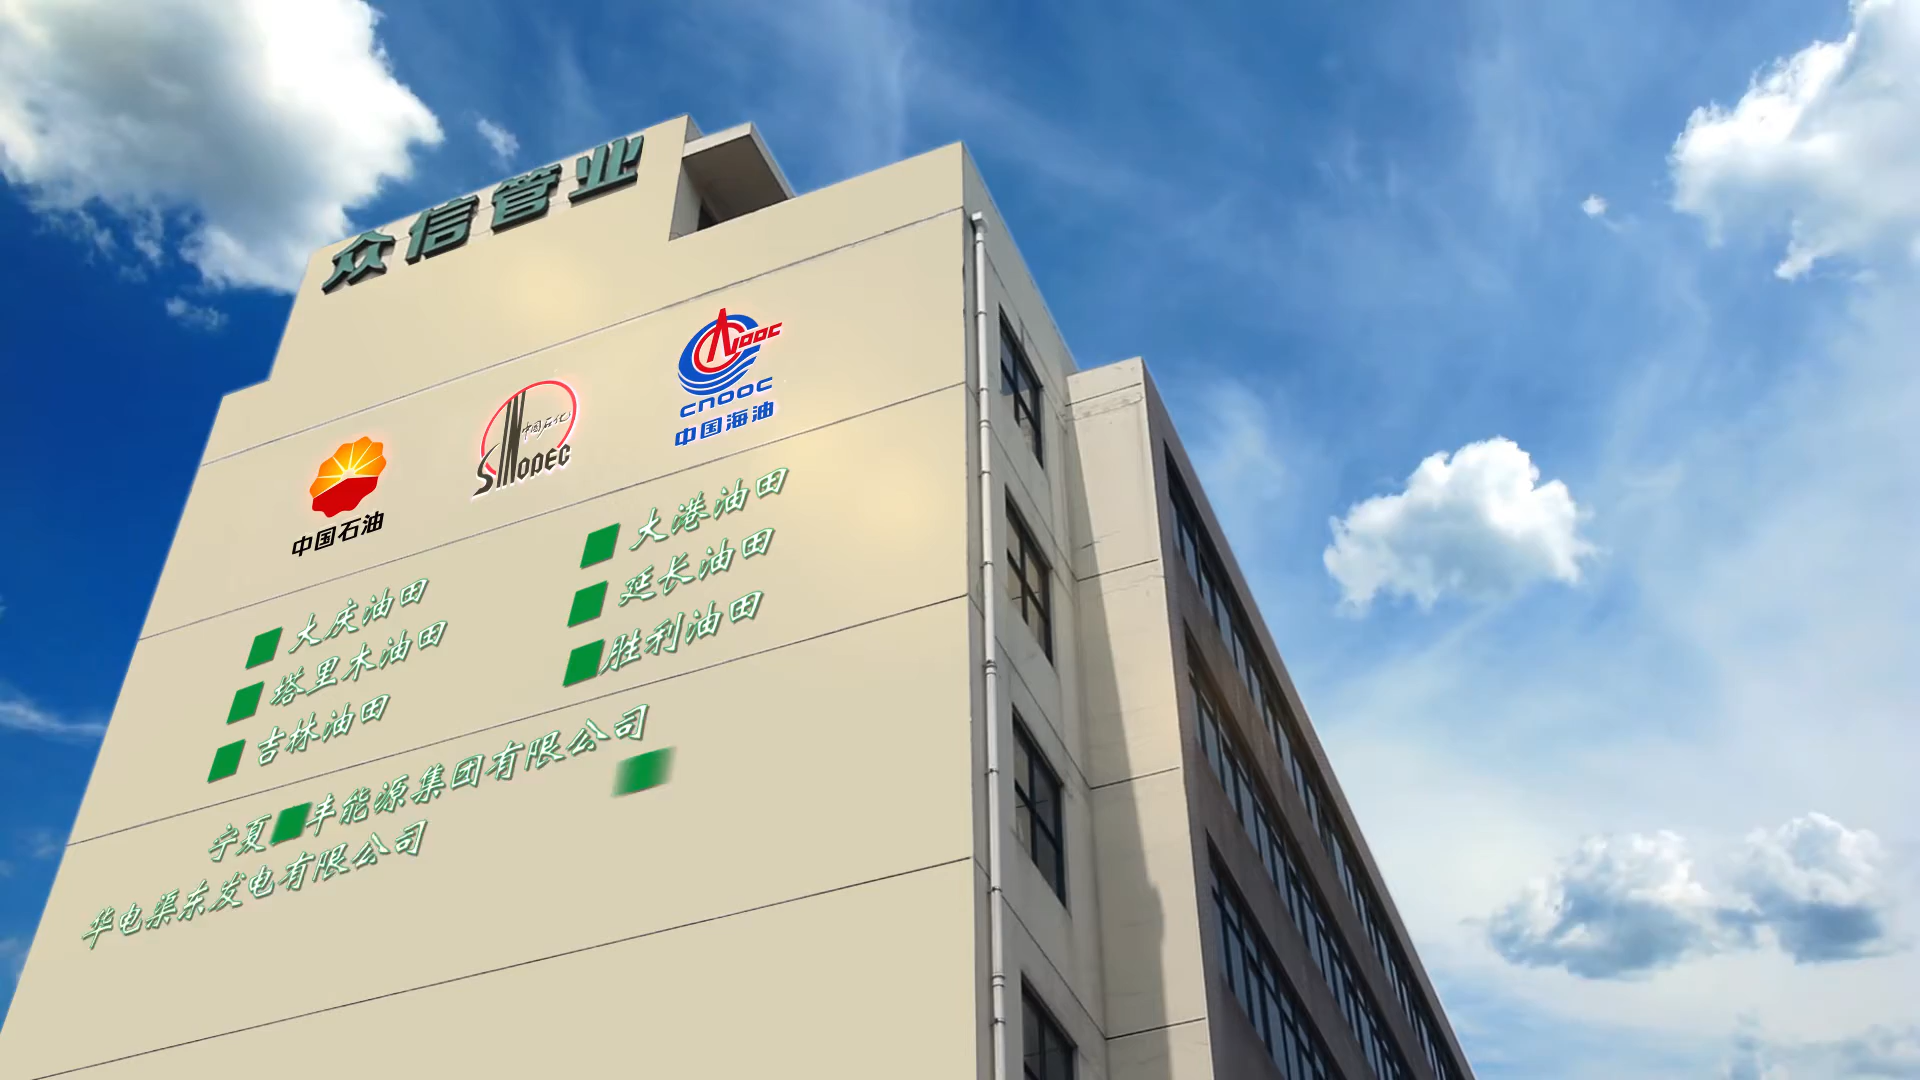 众信管业
中国石油
中国石化
SINOPEC
CNOOC
CNOOC
中国海油
大庆油田
塔里木油田
吉林油田
大港油田
延长油田
胜利油田
宁夏 丰能源集团有限公司
华电渠东发电有限公司